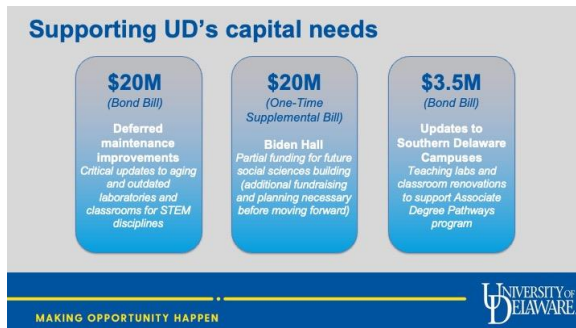 Supporting UD's capital needs
$20M
(Bond Bill)
Deferred
maintenance
improvements
Critical updates to aging
and outdated
laboratories and
classrooms for STEM
disciplines
$20M
(One-Time
Supplemental Bill)
Biden Hall
Partial funding for future
social sciences building
(additional fundraising
and planning necessary
before moving forward)
$3.5M
(Bond Bill)
Updates to
Southern Delaware
Campuses
Teaching labs and
classroom renovations
to support Associate
Degree Pathways
program
MAKING OPPORTUNITY HAPPEN
UNIVERSITY OF
DELAWARE